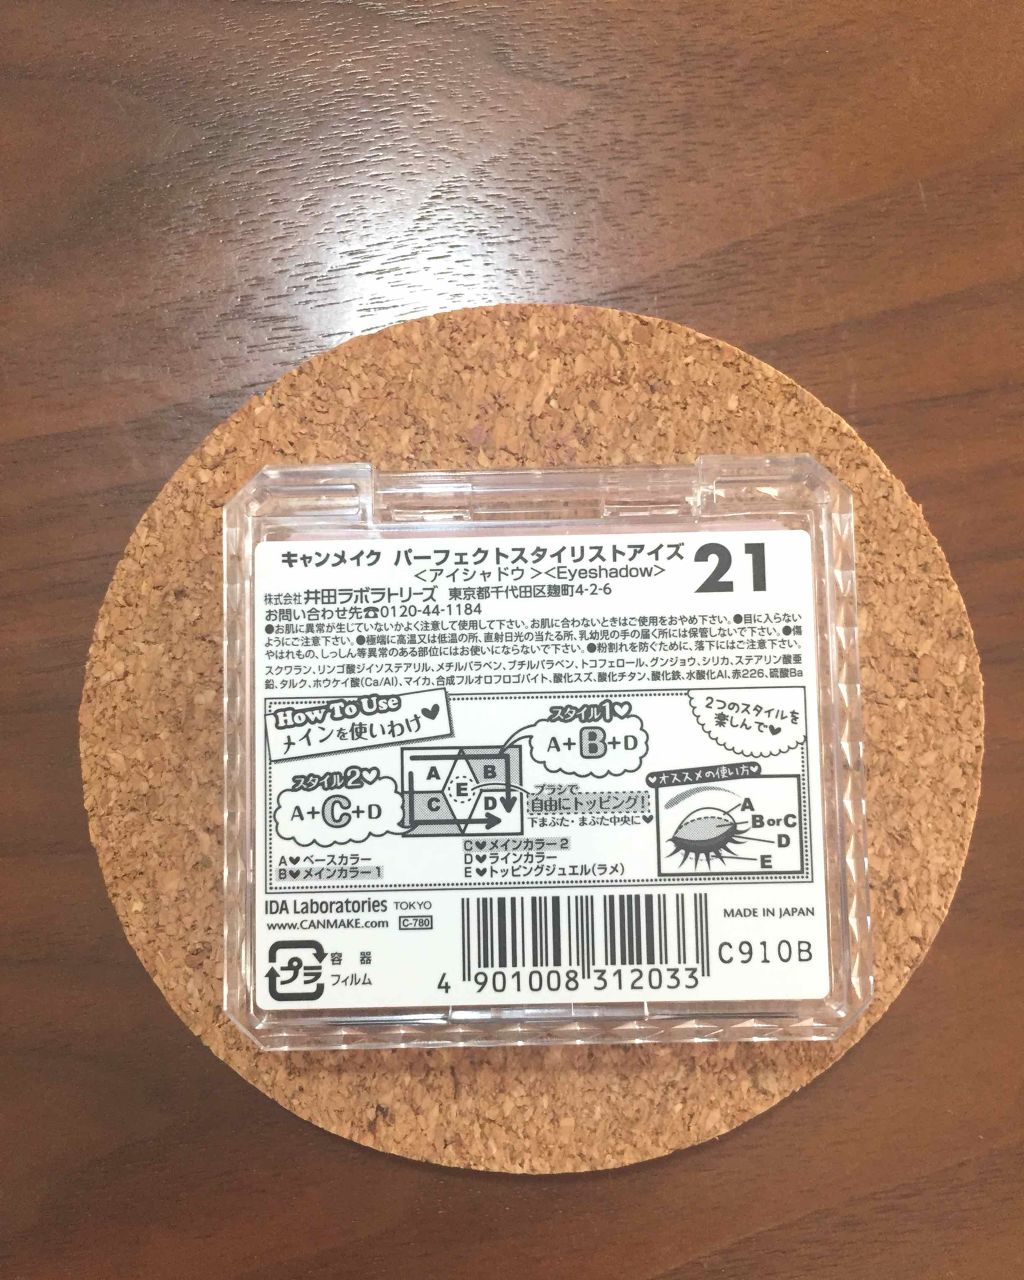 キャンメイク パーフェクトスタイリストアイズ 21
＜アイシャドウ＞＜Eyeshadow＞
株式会社 井田ラボラトリーズ 東京都千代田区麹町4-2-6
お問い合わせ先☎0120-44-1184
●お肌に異常が生じていないかよく注意して使用して下さい。お肌に合わないときはご使用をおやめ下さい。●目に入らない
ようにご注意下さい。●極端に高温又は低温の所、直射日光の当たる所、乳幼児の手の届く所には保管しないで下さい。●傷
やはれもの、しっしん等異常のある部位にはお使いにならないで下さい。●粉割れを防ぐために、落下にはご注意下さい。
スクワラン、リンゴ酸ジイソステアリル、メチルパラベン、ブチルパラベン、トコフェロール、グンジョウ、シリカ、ステアリン酸亜
鉛、タルク、ホウケイ酸(Ca/Al)、マイカ、合成フルオロフロゴパイト、酸化スズ、酸化チタン、酸化鉄、水酸化Al、赤226、硫酸Ba
How To Use
メインを使いわけ♥
スタイル1♥
A+B+D
2つのスタイルを
楽しんで♥
スタイル2♥
A+C+D
A
B
E
C
D
ブラシで
自由にトッピング!
下まぶた・まぶた中央に♥
♥オススメの使い方♥
A
B or C
D
E
A♥ベースカラー
B♥メインカラー1
C♥メインカラー2
D♥ラインカラー
E♥トッピングジュエル(ラメ)
IDA Laboratories TOKYO
www.CANMAKE.com C-780
プラ
容器
フィルム
4 901008 312033
MADE IN JAPAN
C910B